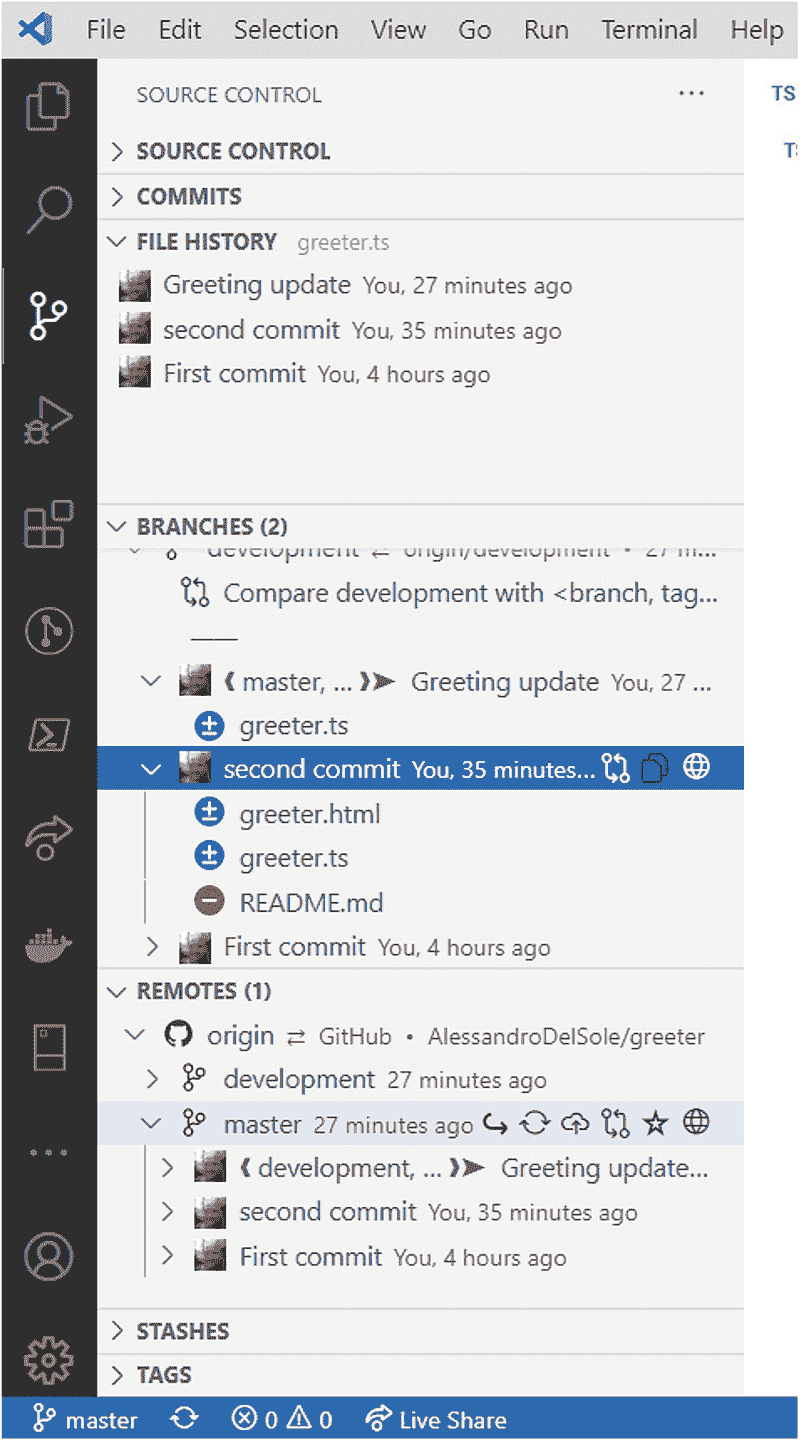 File Edit Selection View Go Run Terminal Help
SOURCE CONTROL ... TS
SOURCE CONTROL TS
COMMITS
FILE HISTORY greeter.ts
Greeting update You, 27 minutes ago
second commit You, 35 minutes ago
First commit You, 4 hours ago
BRANCHES (2)
development ⇄ origin/development • 27 m...
Compare development with <branch, tag...
❰ master, ... ❱➤ Greeting update You, 27 ...
greeter.ts
second commit You, 35 minutes...
greeter.html
greeter.ts
README.md
First commit You, 4 hours ago
REMOTES (1)
origin ⇄ GitHub • AlessandroDelSole/greeter
development 27 minutes ago
master 27 minutes ago
❰ development, ... ❱➤ Greeting update...
second commit You, 35 minutes ago
First commit You, 4 hours ago
STASHES
TAGS
master 0 0 Live Share